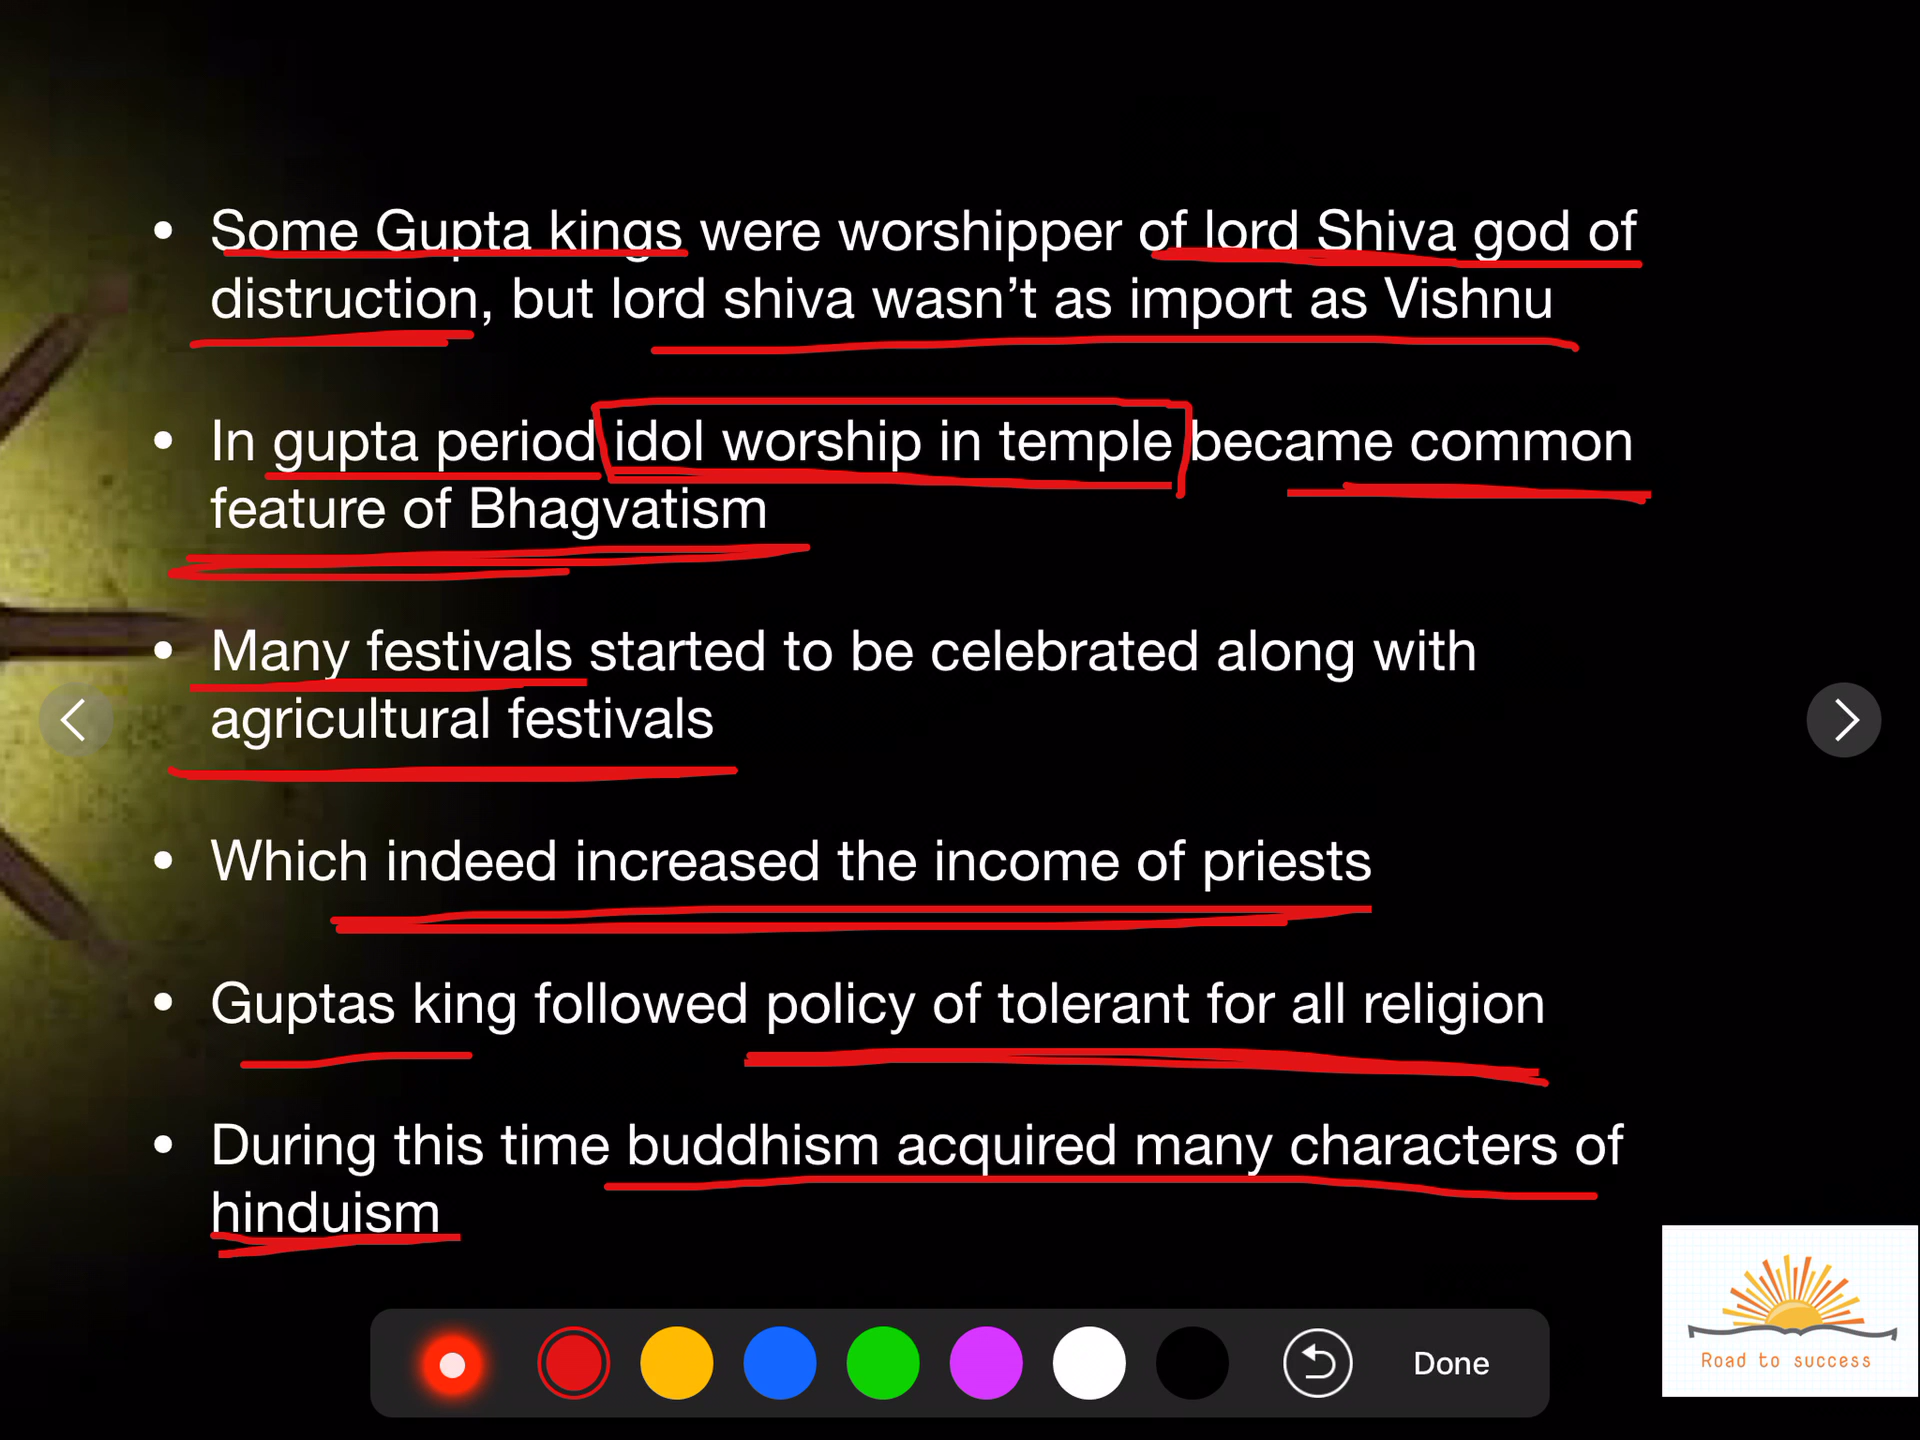 • Some Gupta kings were worshipper of lord Shiva god of
distruction, but lord shiva wasn’t as import as Vishnu
• In gupta period idol worship in temple became common
feature of Bhagvatism
• Many festivals started to be celebrated along with
agricultural festivals
• Which indeed increased the income of priests
• Guptas king followed policy of tolerant for all religion
• During this time buddhism acquired many characters of
hinduism
Done
Road to success